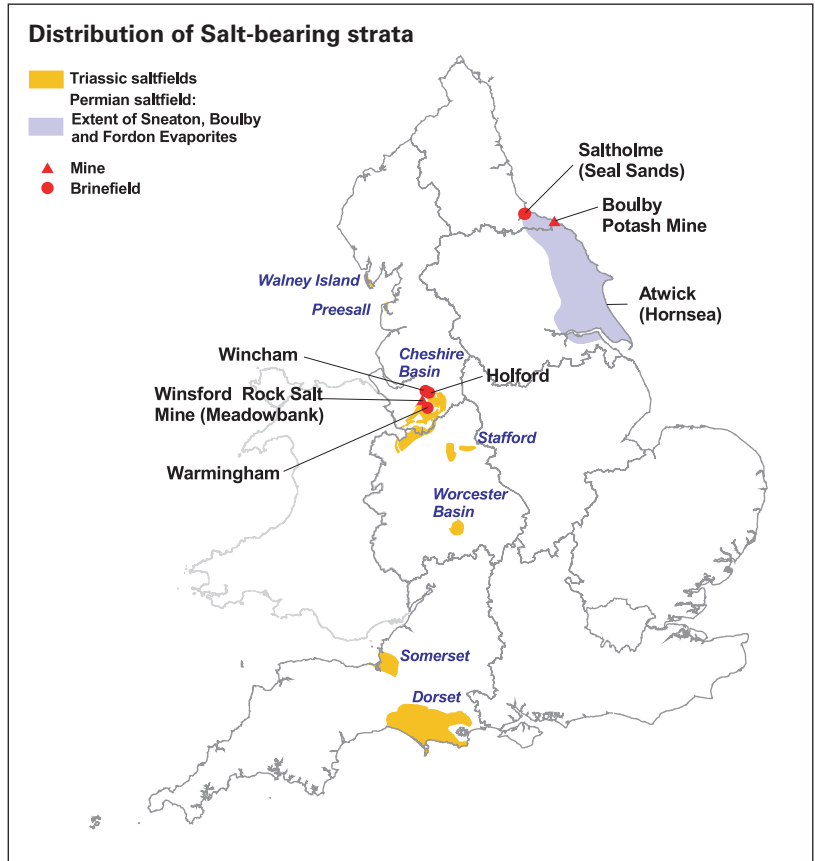 Distribution of Salt-bearing strata
Triassic saltfields
Permian saltfield:
Extent of Sneaton, Boulby
and Fordon Evaporites
Mine
Brinefield
Saltholme
(Seal Sands)
Boulby
Potash Mine
Walney Island
Preesall
Atwick
(Hornsea)
Wincham
Cheshire
Basin
Holford
Winsford Rock Salt
Mine (Meadowbank)
Stafford
Warmingham
Worcester
Basin
Somerset
Dorset